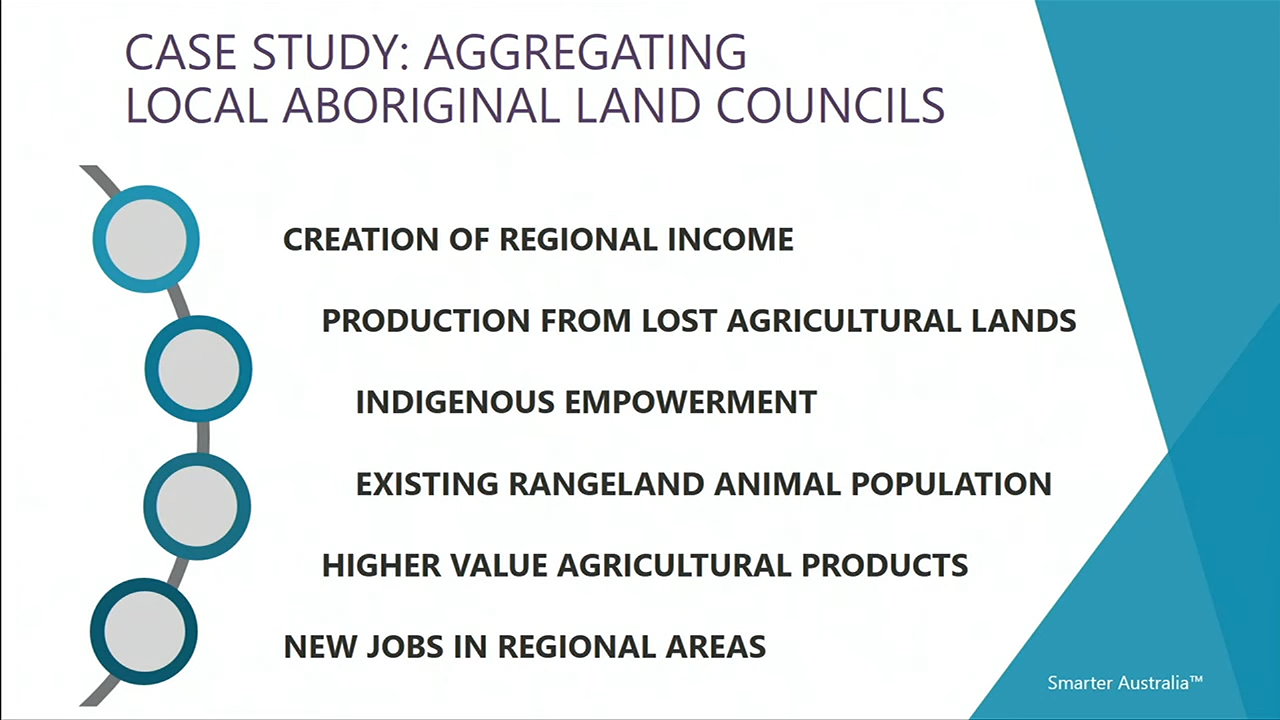 CASE STUDY: AGGREGATING
LOCAL ABORIGINAL LAND COUNCILS
CREATION OF REGIONAL INCOME
PRODUCTION FROM LOST AGRICULTURAL LANDS
INDIGENOUS EMPOWERMENT
EXISTING RANGELAND ANIMAL POPULATION
HIGHER VALUE AGRICULTURAL PRODUCTS
NEW JOBS IN REGIONAL AREAS
Smarter Australia™